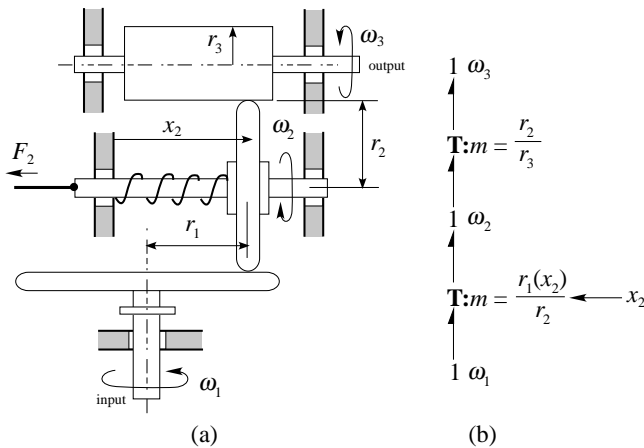 r₃
ω₃
output
x₂
ω₂
r₂
F₂
r₁
input
ω₁
(a)
1 ω₃
T:m = r₂/r₃
1 ω₂
T:m = r₁(x₂)/r₂
x₂
1 ω₁
(b)